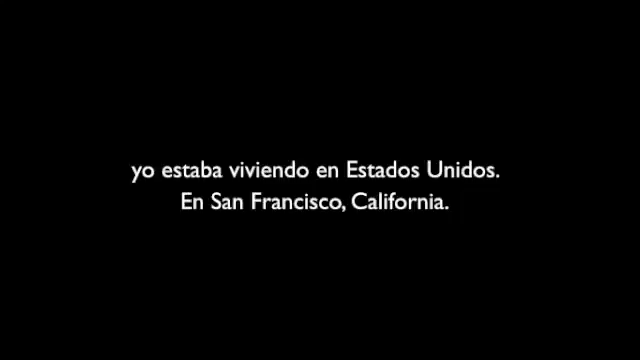 yo estaba viviendo en Estados Unidos.
En San Francisco, California.